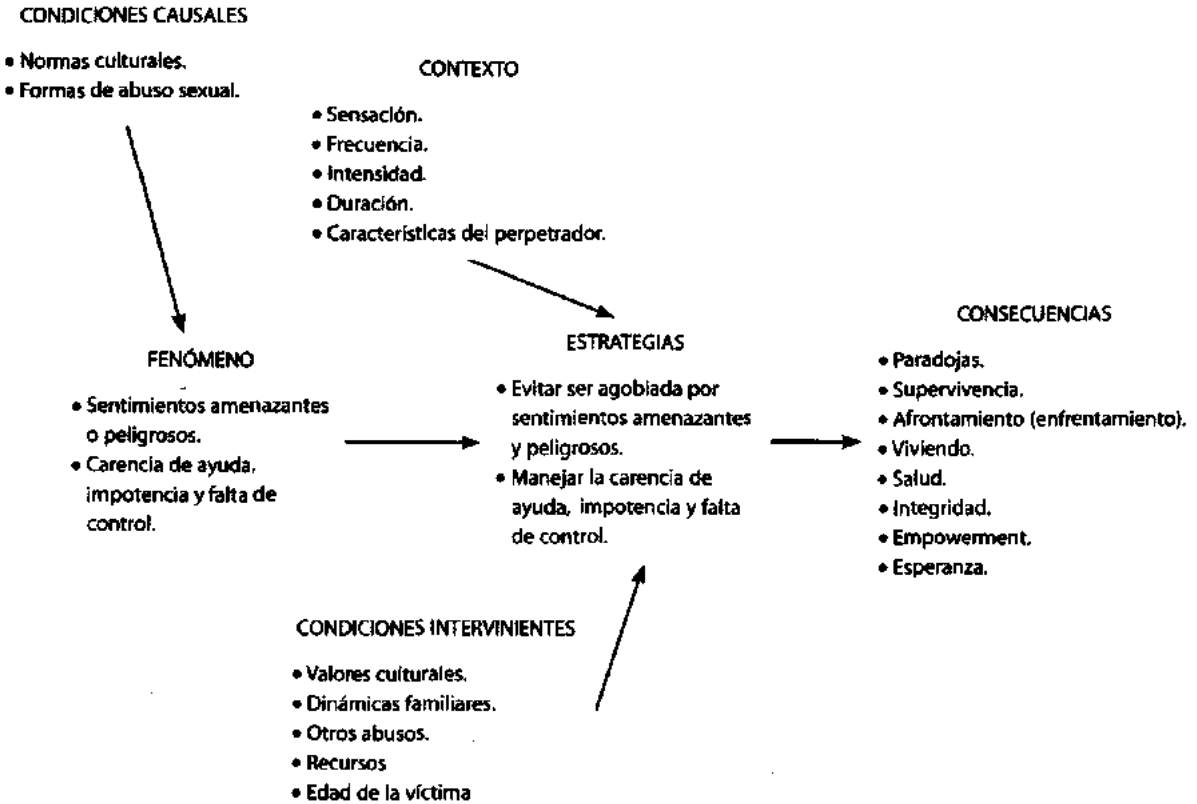 CONDICIONES CAUSALES
• Normas culturales.
• Formas de abuso sexual.
CONTEXTO
• Sensación.
• Frecuencia.
• Intensidad.
• Duración.
• Características del perpetrador.
FENÓMENO
• Sentimientos amenazantes
o peligrosos.
• Carencia de ayuda,
impotencia y falta de
control.
ESTRATEGIAS
• Evitar ser agobiada por
sentimientos amenazantes
y peligrosos.
• Manejar la carencia de
ayuda, impotencia y falta
de control.
CONSECUENCIAS
• Paradojas.
• Supervivencia.
• Afrontamiento (enfrentamiento).
• Viviendo.
• Salud.
• Integridad.
• Empowerment.
• Esperanza.
CONDICIONES INTERVINIENTES
• Valores culturales.
• Dinámicas familiares.
• Otros abusos.
• Recursos
• Edad de la víctima